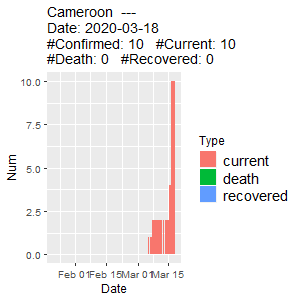 Cameroon  ---
Date: 2020-03-18
#Confirmed: 10   #Current: 10
#Death: 0   #Recovered: 0
10.0
7.5
5.0
2.5
0.0
Num
Feb 01 Feb 15 Mar 01 Mar 15
Date
Type
current
death
recovered